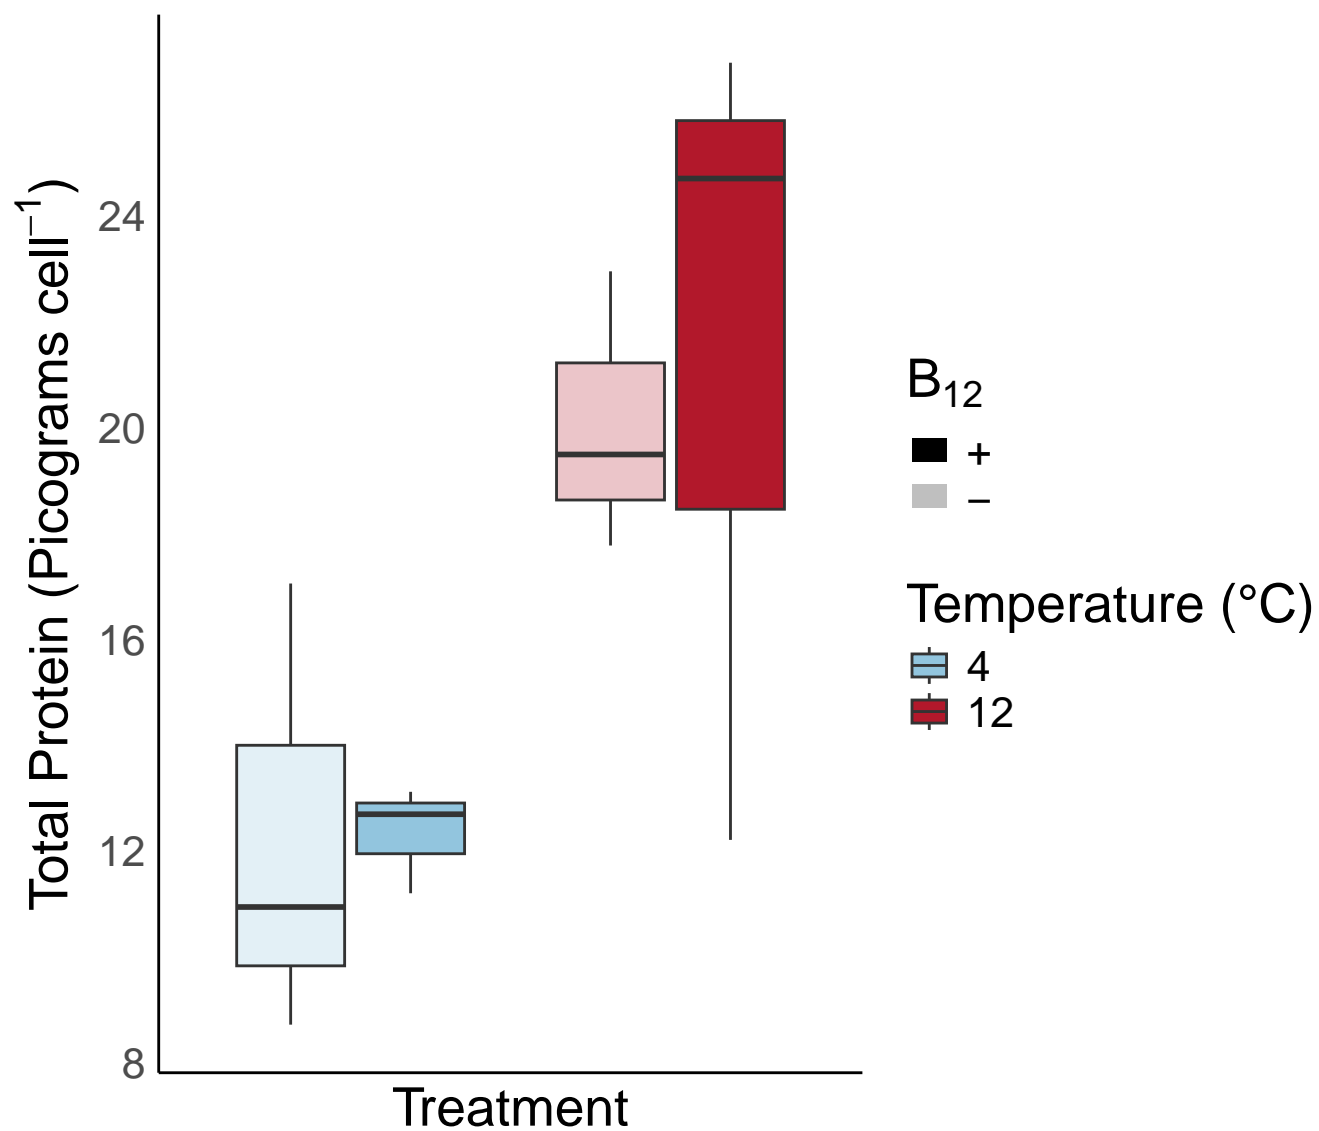 Total Protein (Picograms cell⁻¹)
24
20
16
12
8
Treatment
B₁₂
+
−
Temperature (°C)
4
12